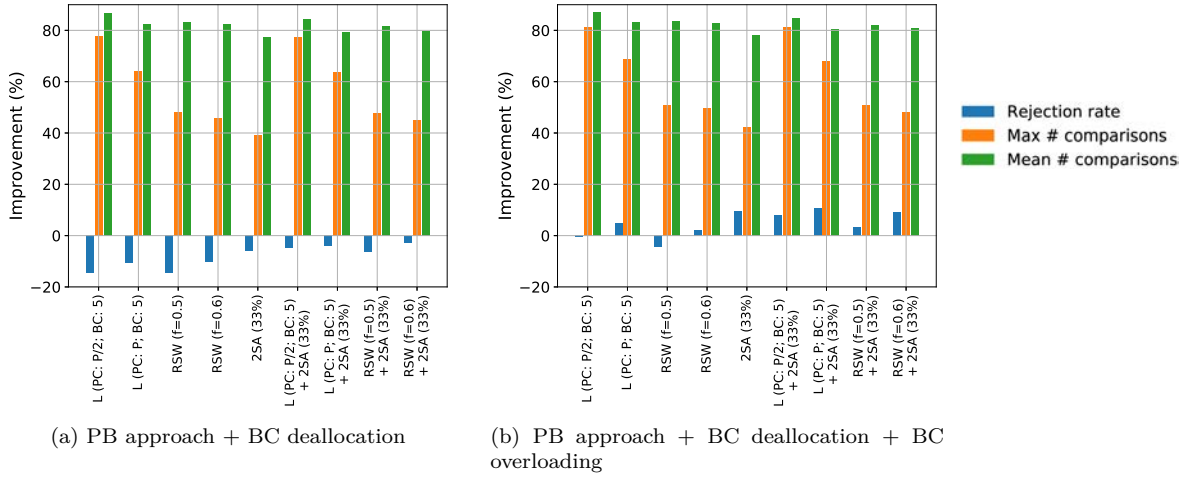 Improvement (%)
80
60
40
20
0
−20
L (PC: P/2; BC: 5)
L (PC: P; BC: 5)
RSW (f=0.5)
RSW (f=0.6)
2SA (33%)
L (PC: P/2; BC: 5)
+ 2SA (33%)
L (PC: P; BC: 5)
+ 2SA (33%)
RSW (f=0.5)
+ 2SA (33%)
RSW (f=0.6)
+ 2SA (33%)
(a) PB approach + BC deallocation
Improvement (%)
80
60
40
20
0
−20
L (PC: P/2; BC: 5)
L (PC: P; BC: 5)
RSW (f=0.5)
RSW (f=0.6)
2SA (33%)
L (PC: P/2; BC: 5)
+ 2SA (33%)
L (PC: P; BC: 5)
+ 2SA (33%)
RSW (f=0.5)
+ 2SA (33%)
RSW (f=0.6)
+ 2SA (33%)
(b) PB approach + BC deallocation + BC
overloading
Rejection rate
Max # comparisons
Mean # comparisons